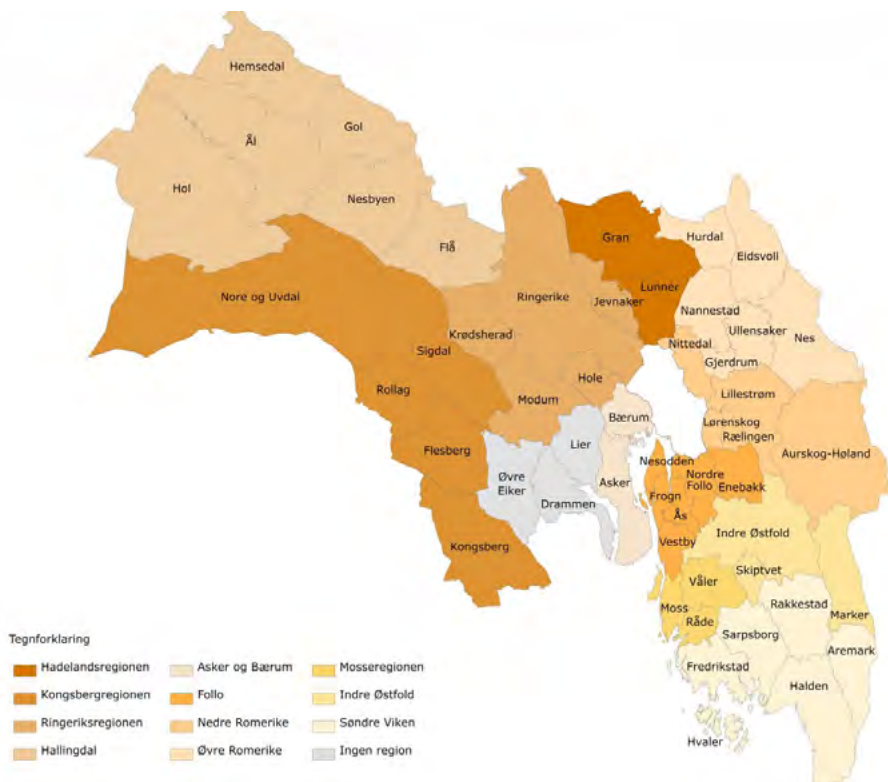 Hemsedal
Ål
Gol
Hol
Nesbyen
Flå
Gran
Hurdal
Eidsvoll
Nore og Uvdal
Ringerike
Jevnaker
Lunner
Nannestad
Ullensaker
Nes
Krødsherad
Nittedal
Gjerdrum
Sigdal
Hole
Rollag
Modum
Lillestrøm
Bærum
Lørenskog
Rælingen
Lier
Aurskog-Høland
Flesberg
Nesodden
Øvre
Eiker
Asker
Nordre
Follo
Enebakk
Frogn
Drammen
Ås
Indre Østfold
Kongsberg
Vestby
Skiptvet
Våler
Rakkestad
Moss
Marker
Råde
Sarpsborg
Aremark
Fredrikstad
Halden
Hvaler
Tegnforklaring
Hadelandsregionen
Kongsbergregionen
Ringeriksregionen
Hallingdal
Asker og Bærum
Follo
Nedre Romerike
Øvre Romerike
Mosseregionen
Indre Østfold
Søndre Viken
Ingen region